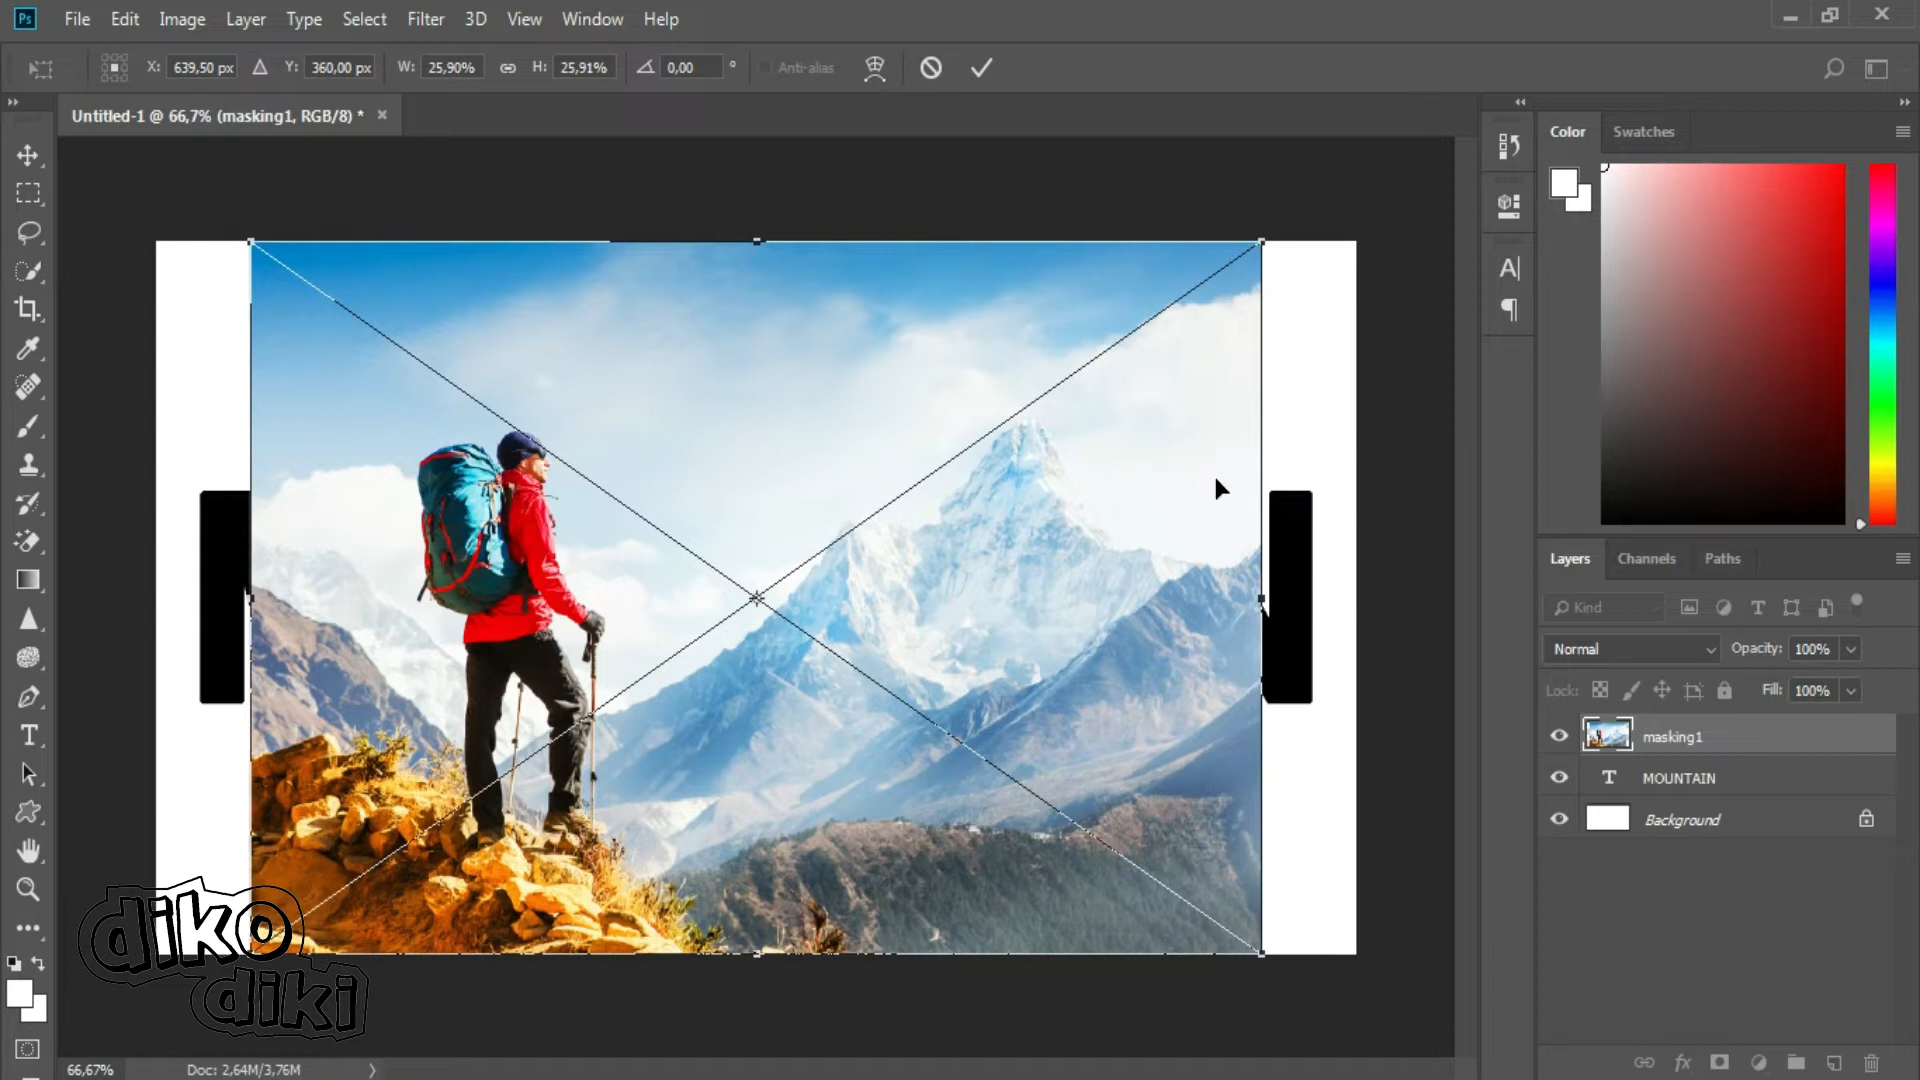 Ps File Edit Image Layer Type Select Filter 3D View Window Help
X: 639,50 px Y: 360,00 px W: 25,90% H: 25,91% 0,00 ° Anti-alias
Untitled-1 @ 66,7% (masking1, RGB/8) *
Color Swatches
Layers Channels Paths
Kind
Normal Opacity: 100%
Lock: Fill: 100%
masking1
T MOUNTAIN
Background
diko
diki
66,67% Doc: 2,64M/3,76M